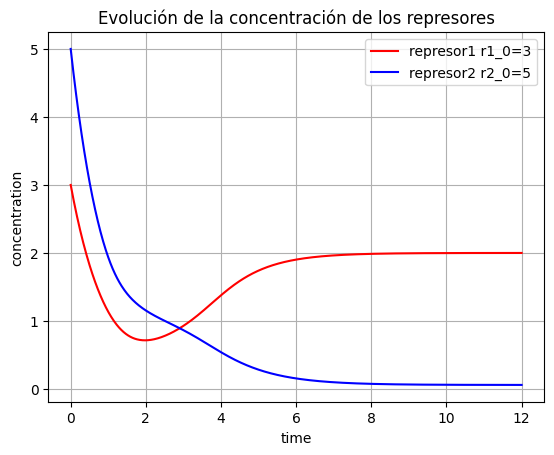 Evolución de la concentración de los represores
represor1 r1_0=3
represor2 r2_0=5
concentration
5
4
3
2
1
0
0
2
4
6
8
10
12
time